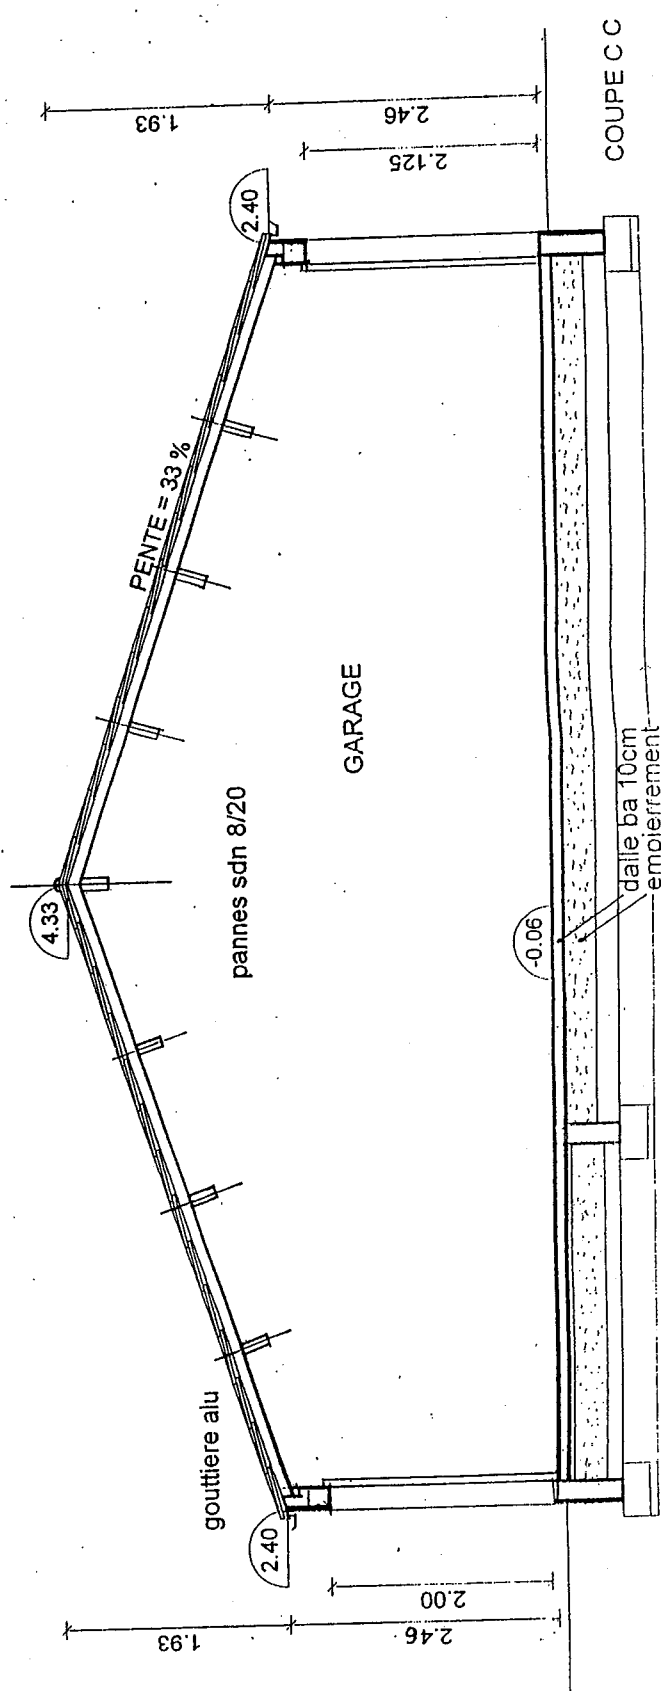 1.93
2.46
2.125
COUPE C C
2.40
PENTE = 33 %
GARAGE
pannes sdn 8/20
4.33
-0.06
dalle ba 10cm
empierrement
gouttiere alu
2.40
2.00
1.93
2.46